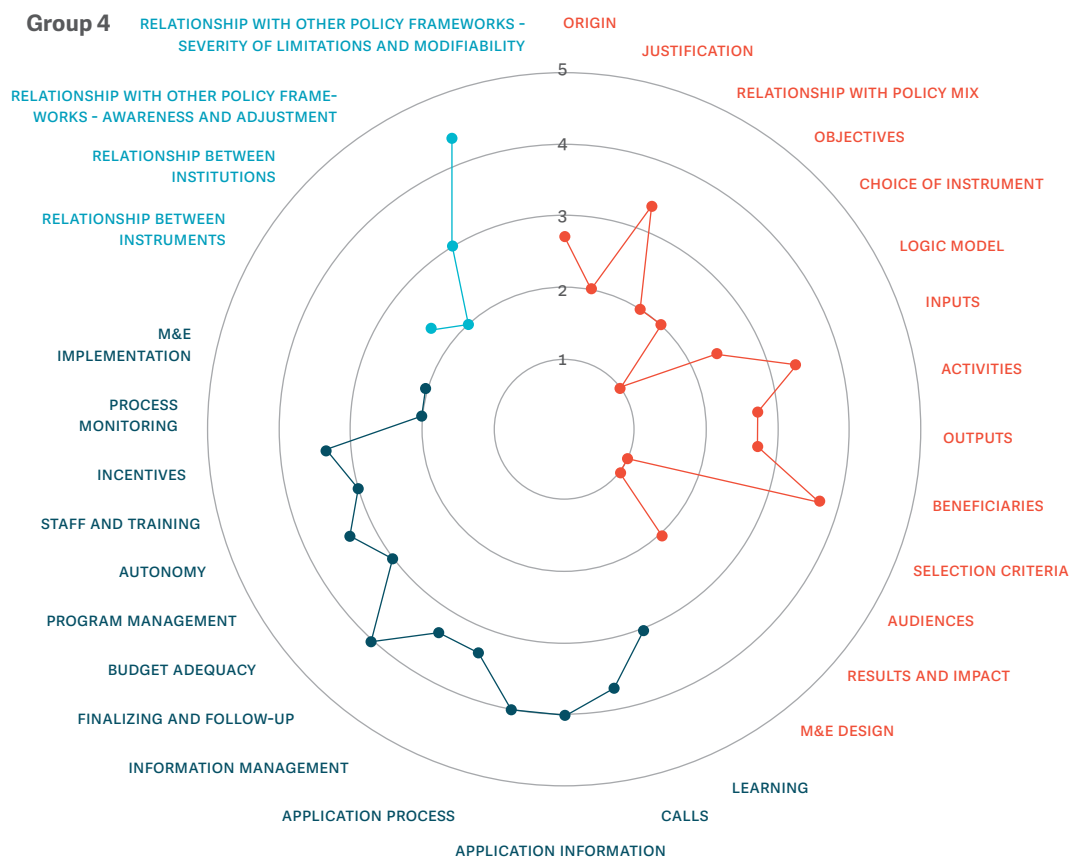 Group 4
RELATIONSHIP WITH OTHER POLICY FRAMEWORKS -
SEVERITY OF LIMITATIONS AND MODIFIABILITY
ORIGIN
JUSTIFICATION
RELATIONSHIP WITH POLICY MIX
OBJECTIVES
CHOICE OF INSTRUMENT
LOGIC MODEL
INPUTS
ACTIVITIES
OUTPUTS
BENEFICIARIES
SELECTION CRITERIA
AUDIENCES
RESULTS AND IMPACT
M&E DESIGN
LEARNING
CALLS
APPLICATION INFORMATION
APPLICATION PROCESS
INFORMATION MANAGEMENT
FINALIZING AND FOLLOW-UP
BUDGET ADEQUACY
PROGRAM MANAGEMENT
AUTONOMY
STAFF AND TRAINING
INCENTIVES
PROCESS
MONITORING
M&E
IMPLEMENTATION
RELATIONSHIP BETWEEN
INSTRUMENTS
RELATIONSHIP BETWEEN
INSTITUTIONS
RELATIONSHIP WITH OTHER POLICY FRAME-
WORKS - AWARENESS AND ADJUSTMENT
5
4
3
2
1